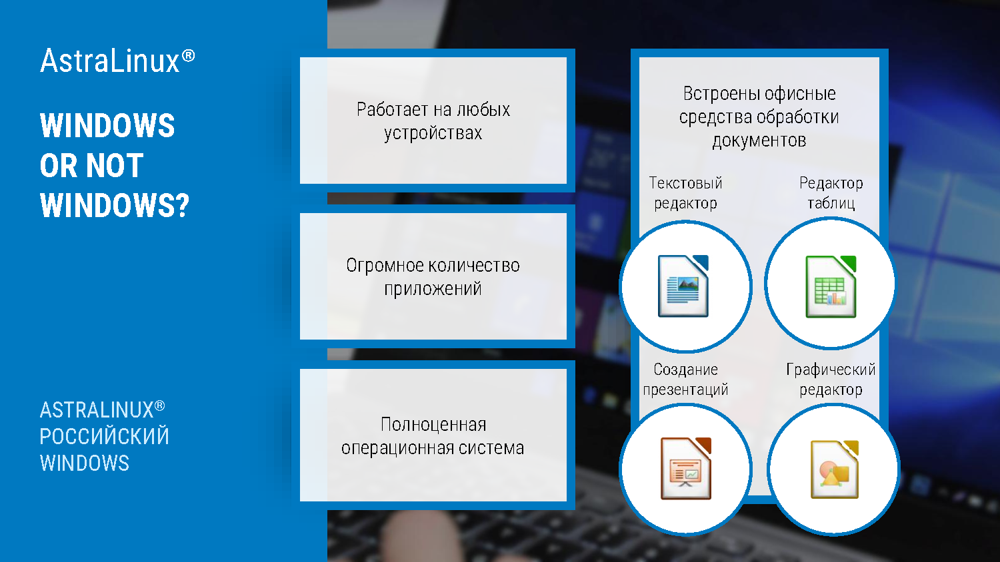 AstraLinux®
WINDOWS
OR NOT
WINDOWS?
ASTRALINUX®
РОССИЙСКИЙ
WINDOWS
Работает на любых
устройствах
Огромное количество
приложений
Полноценная
операционная система
Встроены офисные
средства обработки
документов
Текстовый
редактор
Редактор
таблиц
Создание
презентаций
Графический
редактор